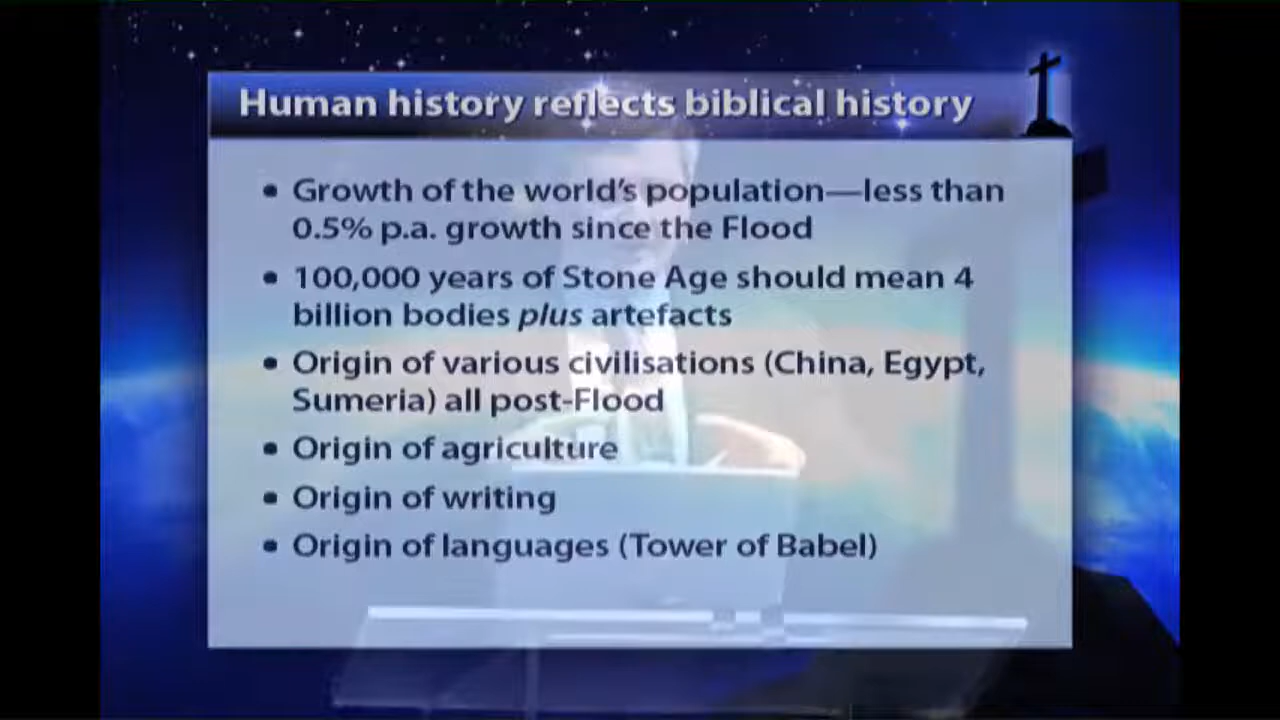 Human history reflects biblical history
• Growth of the world's population—less than
0.5% p.a. growth since the Flood
• 100,000 years of Stone Age should mean 4
billion bodies plus artefacts
• Origin of various civilisations (China, Egypt,
Sumeria) all post-Flood
• Origin of agriculture
• Origin of writing
• Origin of languages (Tower of Babel)